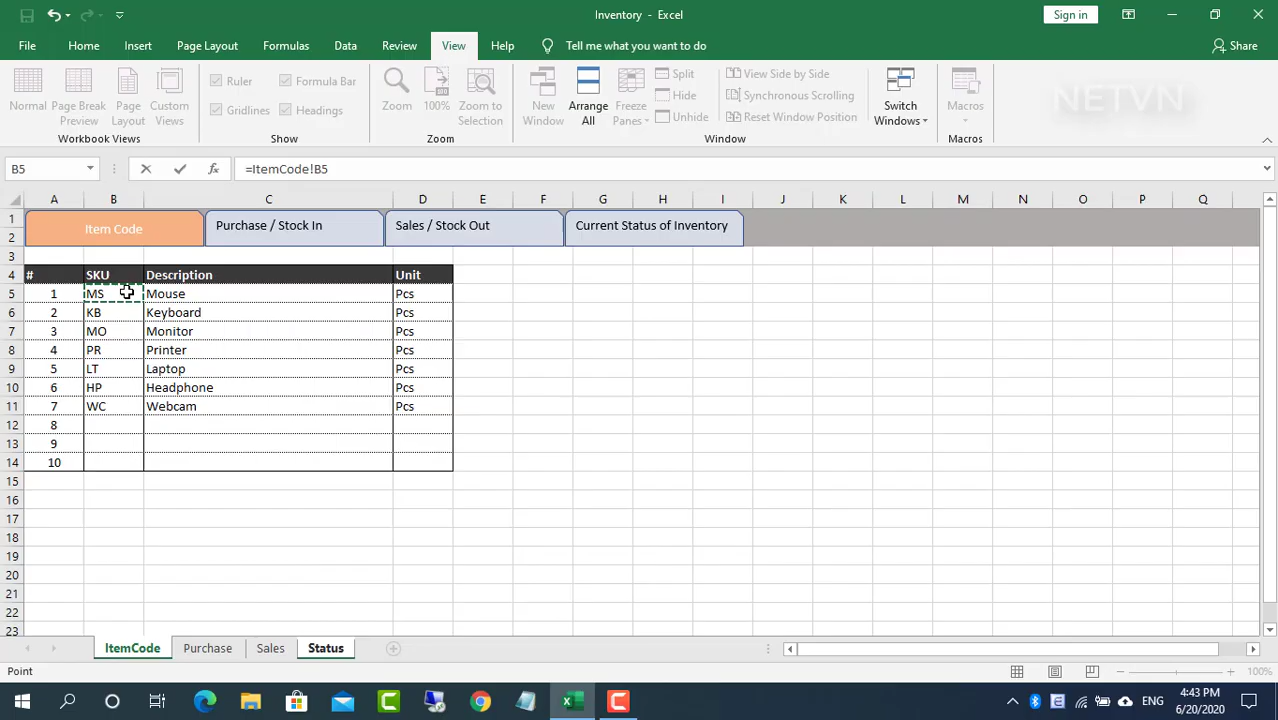 Inventory - Excel
Sign in
File Home Insert Page Layout Formulas Data Review View Help Tell me what you want to do Share
Normal Page Break Preview Page Layout Custom Views
Workbook Views
Ruler Formula Bar
Gridlines Headings
Show
Zoom 100% Zoom to Selection
Zoom
New Window Arrange All Freeze Panes
Split
Hide
Unhide
View Side by Side
Synchronous Scrolling
Reset Window Position
Window
Switch Windows
Macros
Macros
NETVN
B5 fx =ItemCode!B5
A B C D E F G H I J K L M N O P Q
1 Item Code Purchase / Stock In Sales / Stock Out Current Status of Inventory
2
3
4 # SKU Description Unit
5 1 MS Mouse Pcs
6 2 KB Keyboard Pcs
7 3 MO Monitor Pcs
8 4 PR Printer Pcs
9 5 LT Laptop Pcs
10 6 HP Headphone Pcs
11 7 WC Webcam Pcs
12 8
13 9
14 10
15
16
17
18
19
20
21
22
23
ItemCode Purchase Sales Status
Point 100%
ENG 4:43 PM
6/20/2020